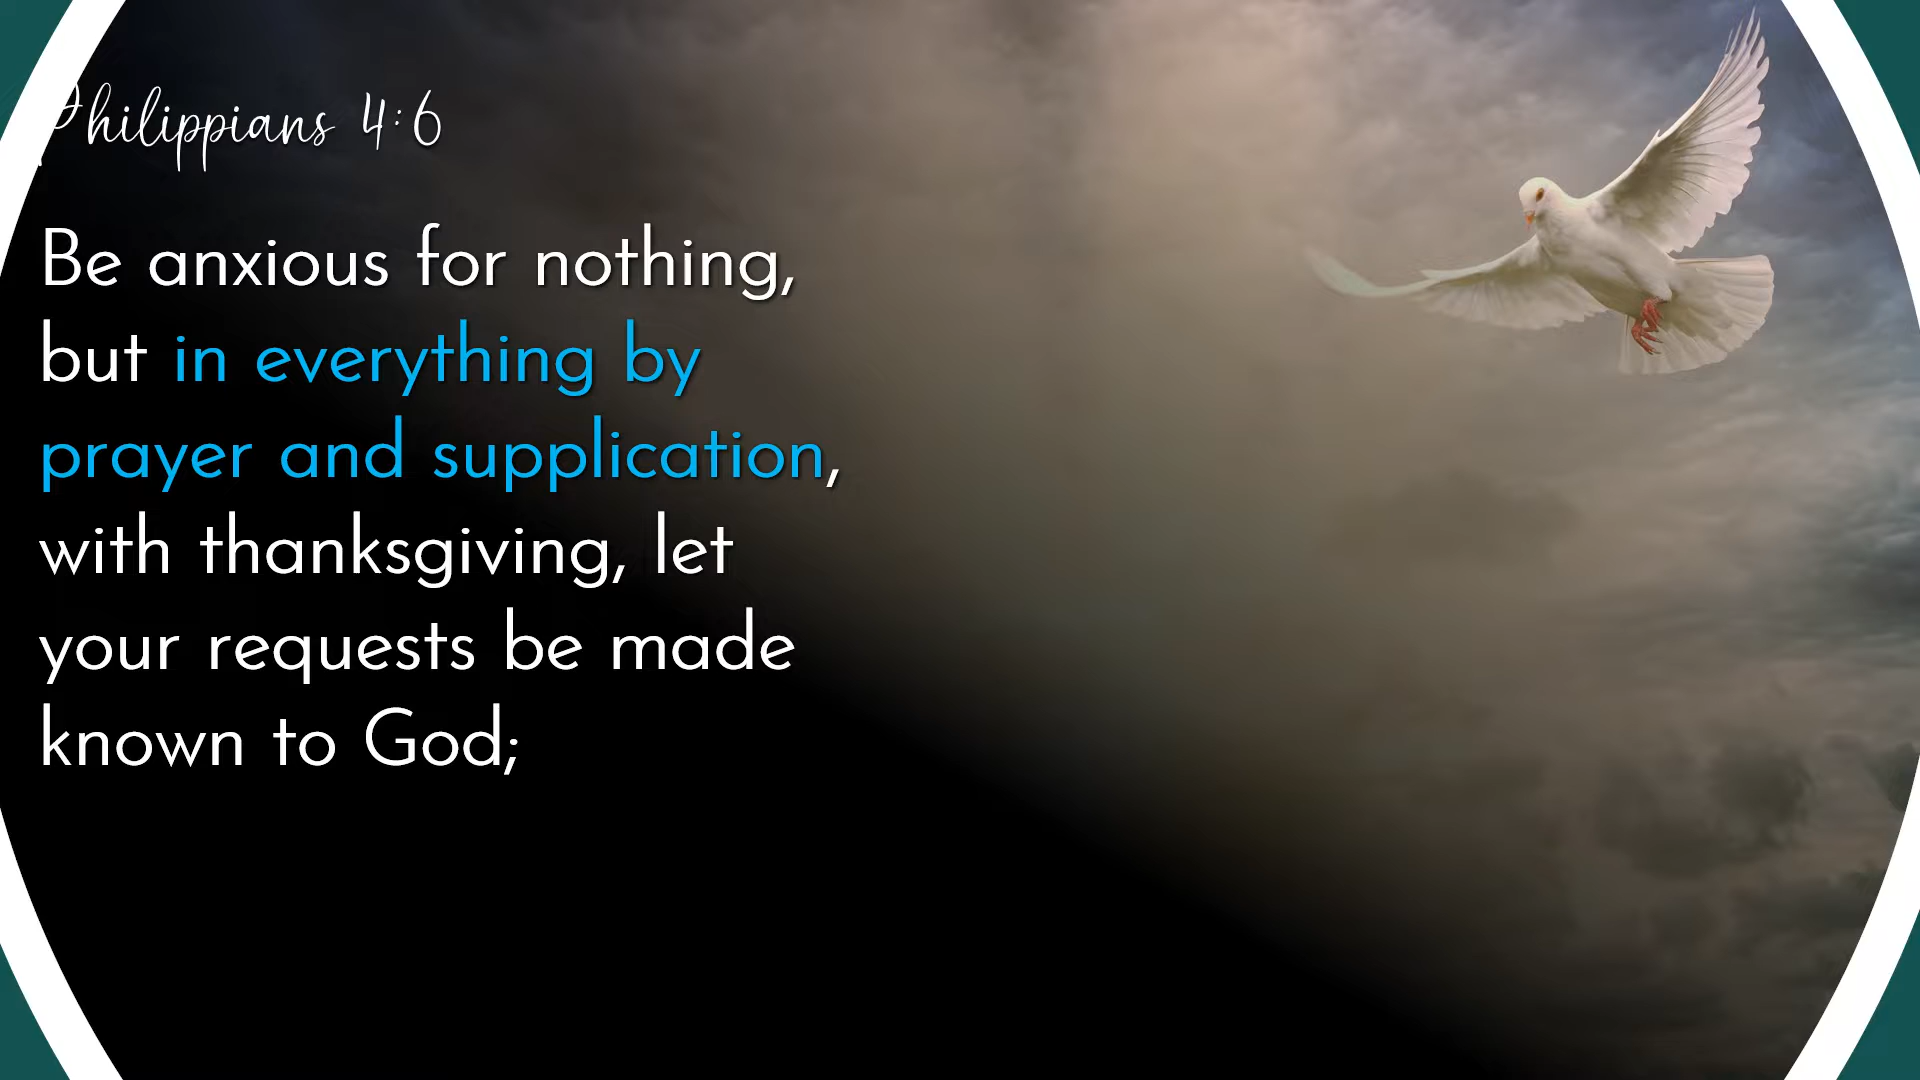 Philippians 4:6
Be anxious for nothing,
but in everything by
prayer and supplication,
with thanksgiving, let
your requests be made
known to God;